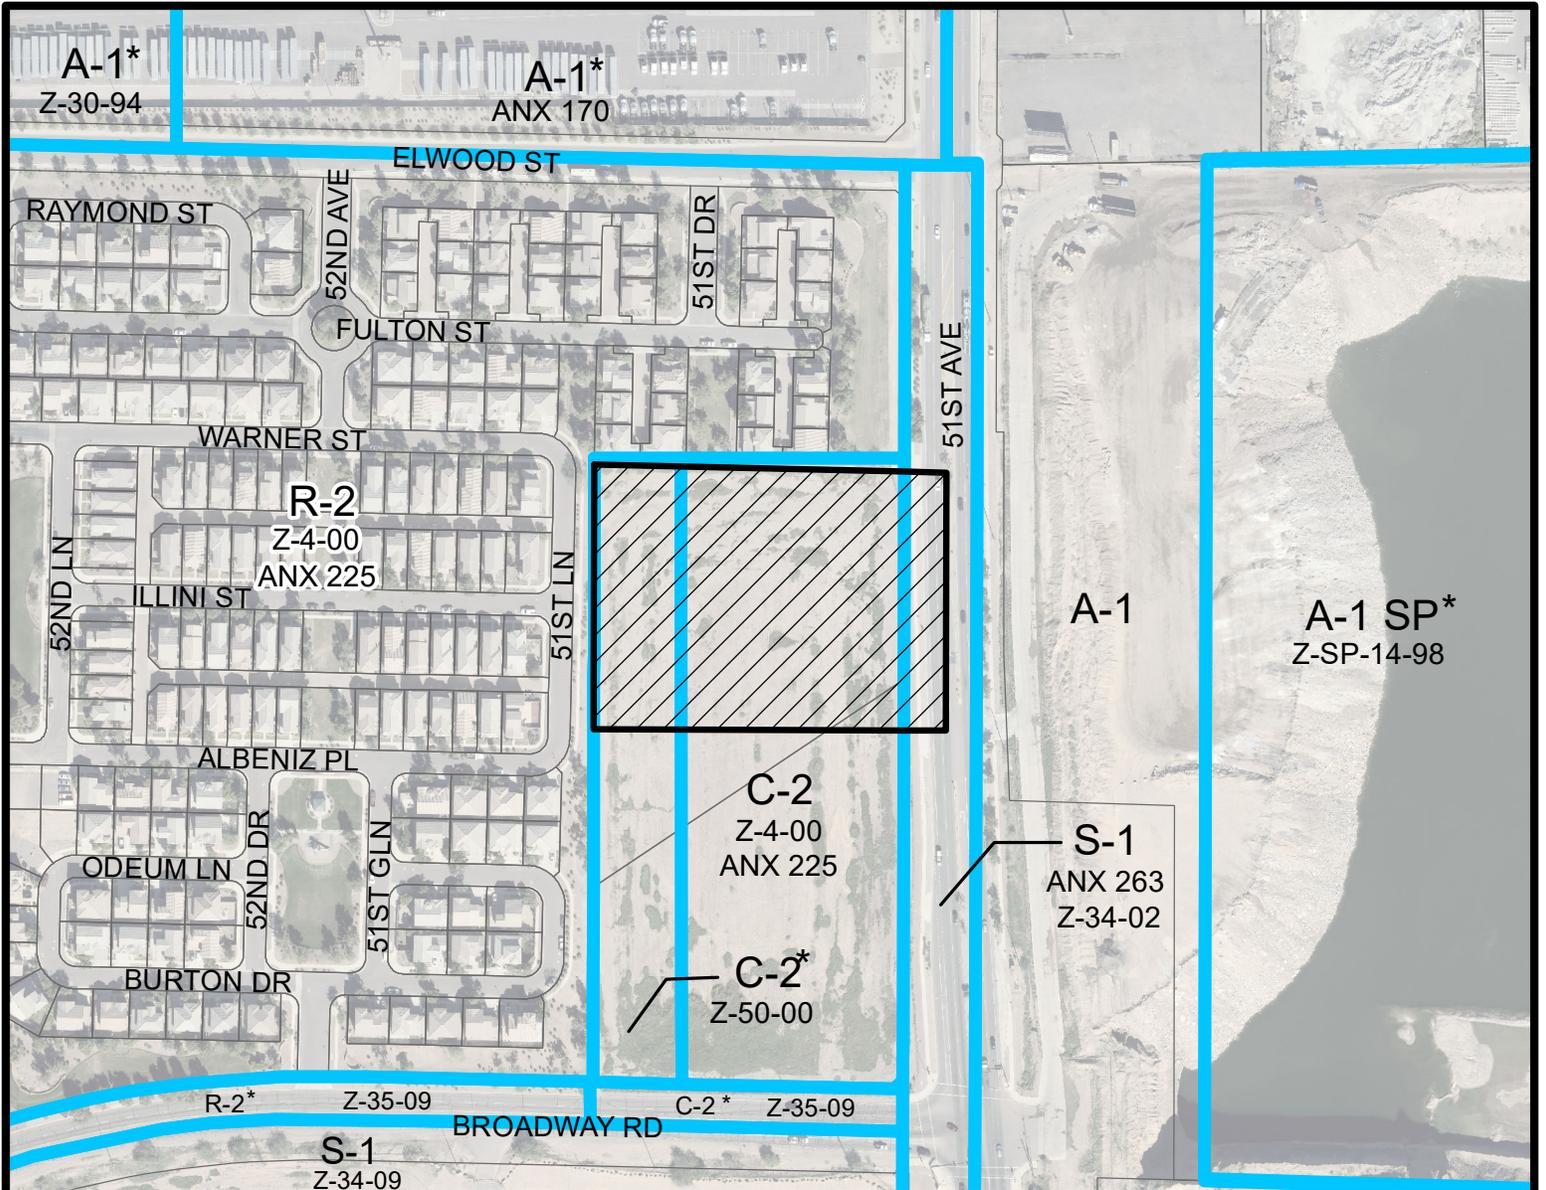 A-1*
Z-30-94
A-1*
ANX 170
ELWOOD ST
RAYMOND ST
52ND AVE
51ST DR
FULTON ST
51ST AVE
WARNER ST
R-2
Z-4-00
ANX 225
52ND LN
ILLINI ST
51ST LN
A-1
A-1 SP*
Z-SP-14-98
ALBENIZ PL
C-2
Z-4-00
ANX 225
S-1
ANX 263
Z-34-02
ODEUM LN
52ND DR
51ST GLN
BURTON DR
C-2*
Z-50-00
R-2*
Z-35-09
C-2 *
Z-35-09
BROADWAY RD
S-1
Z-34-09